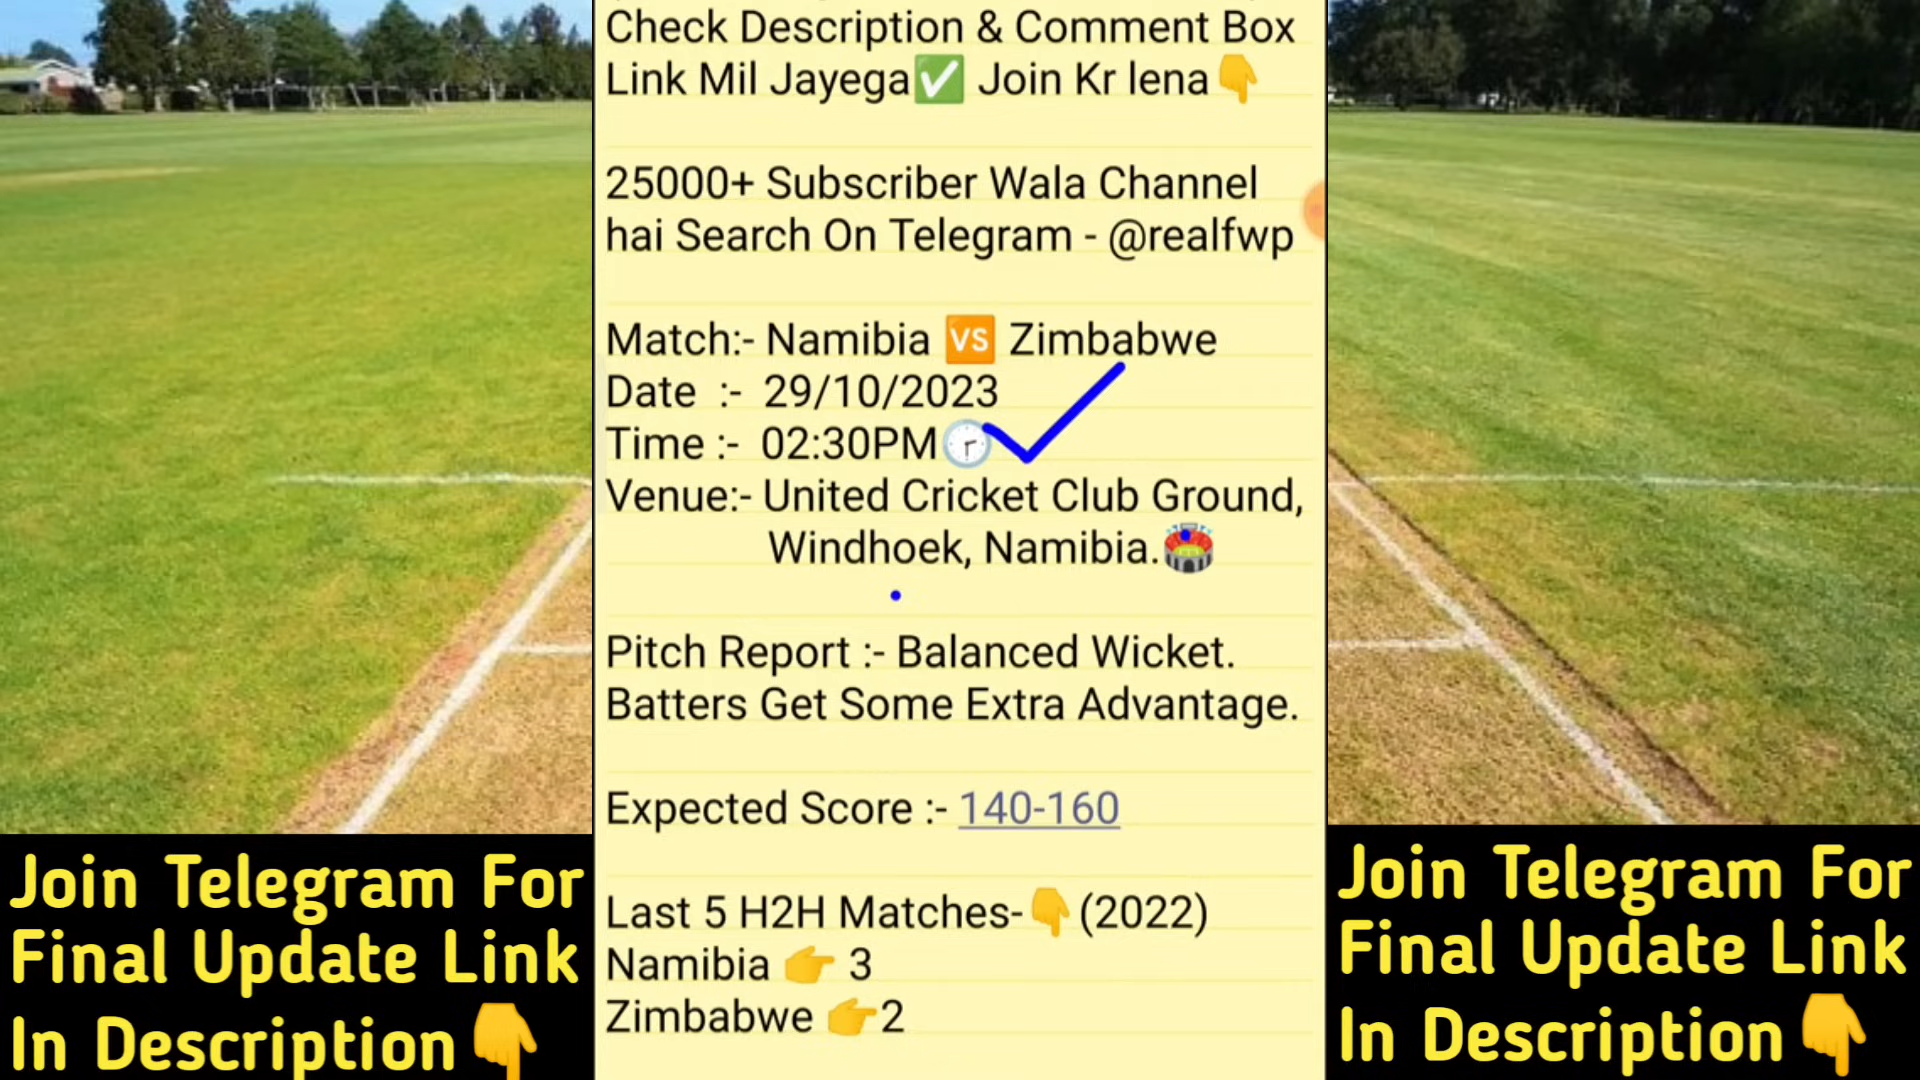 Check Description & Comment Box
Link Mil Jayega✅ Join Kr lena👇
25000+ Subscriber Wala Channel
hai Search On Telegram - @realfwp
Match:- Namibia 🆚 Zimbabwe
Date :- 29/10/2023
Time :- 02:30PM🕝
Venue:- United Cricket Club Ground,
Windhoek, Namibia.🏟
Pitch Report :- Balanced Wicket.
Batters Get Some Extra Advantage.
Expected Score :- 140-160
Last 5 H2H Matches-👇(2022)
Namibia 👉 3
Zimbabwe 👉2
Join Telegram For
Final Update Link
In Description👇
Join Telegram For
Final Update Link
In Description👇